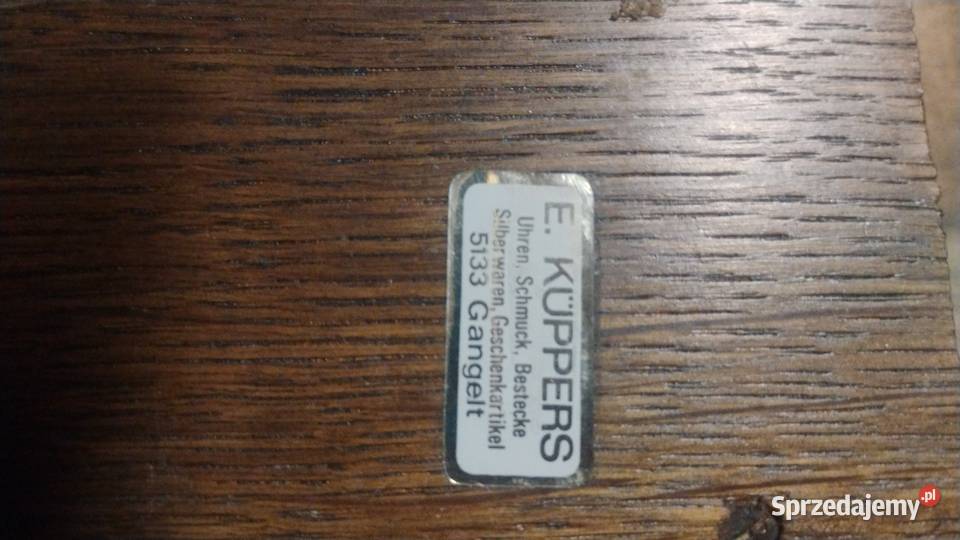 E. KÜPPERS
Uhren, Schmuck, Bestecke
Silberwaren, Geschenkartikel
5133 Gangelt
Sprzedajemy.pl